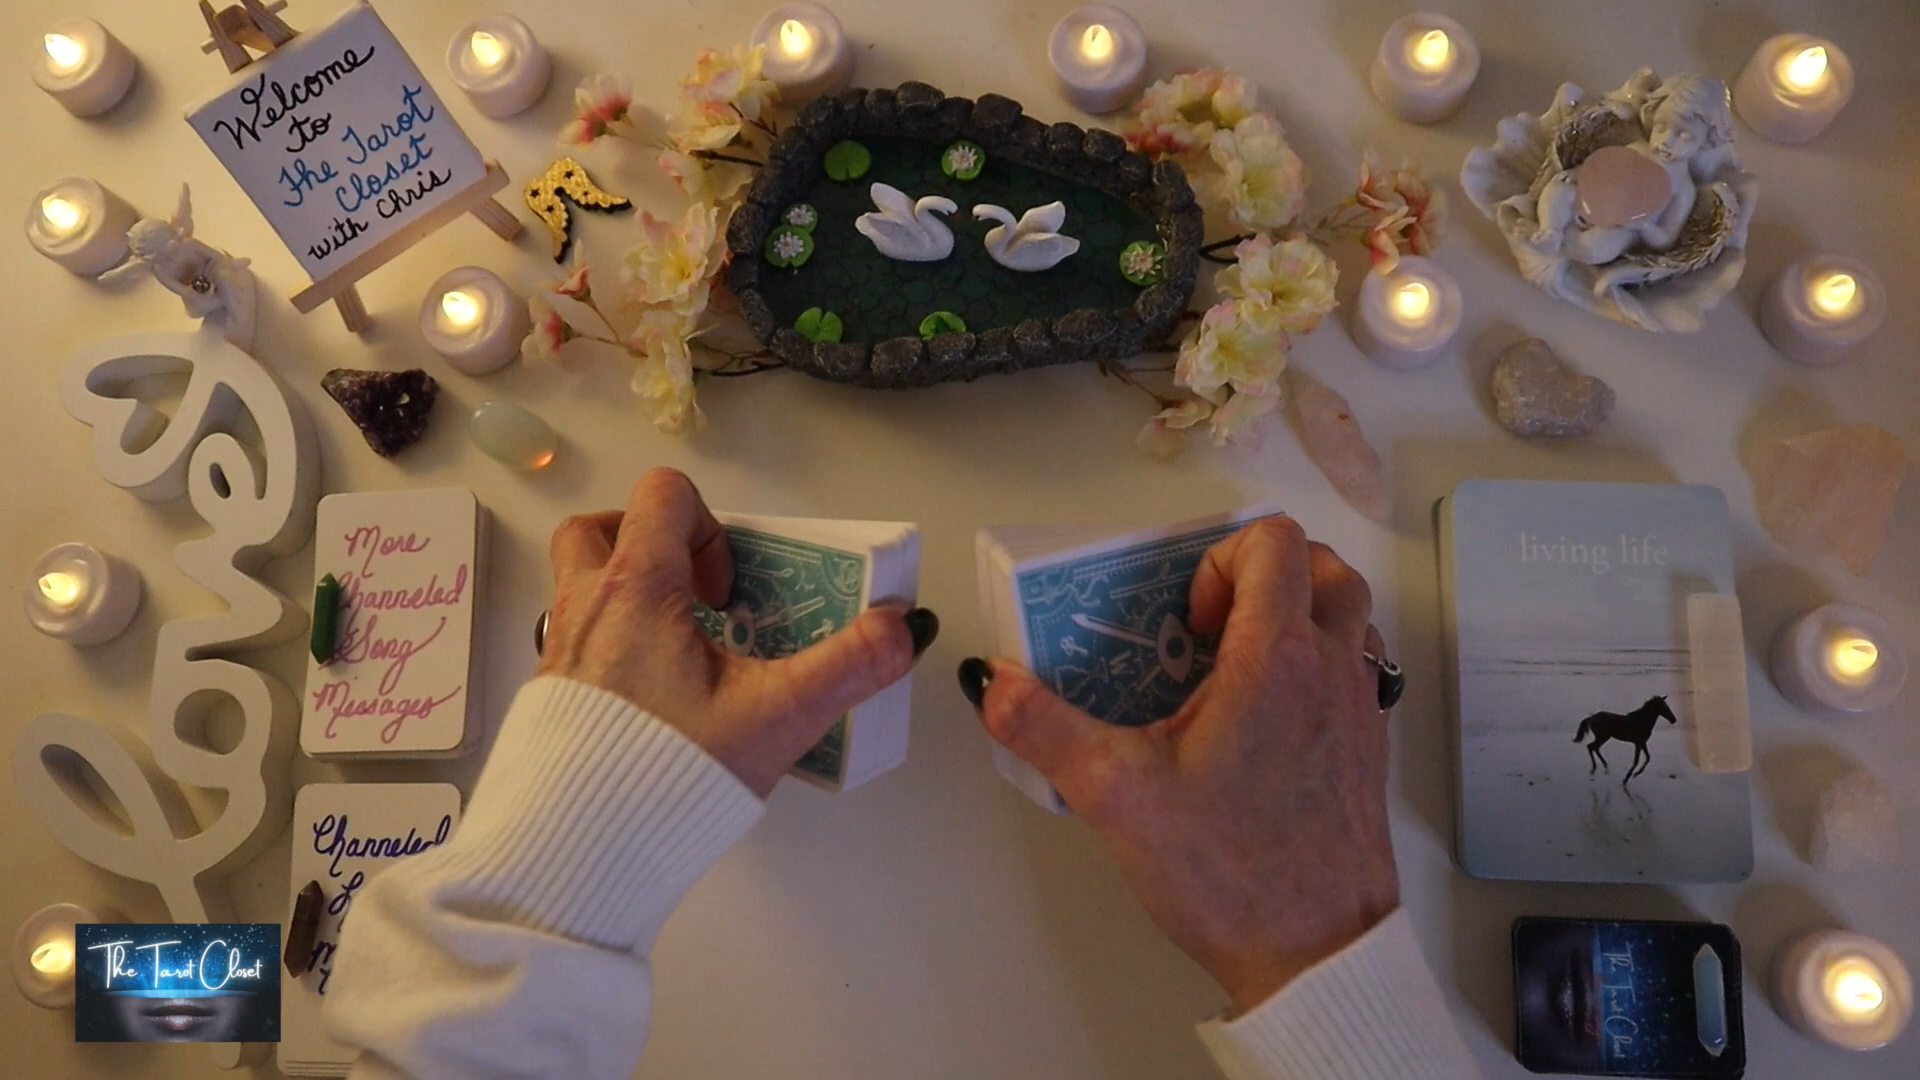 Welcome
to
The Tarot
Closet
with Chris
More
Channeled
Song
Messages
living life
Channeled
The Tarot Closet
The Tarot Closet